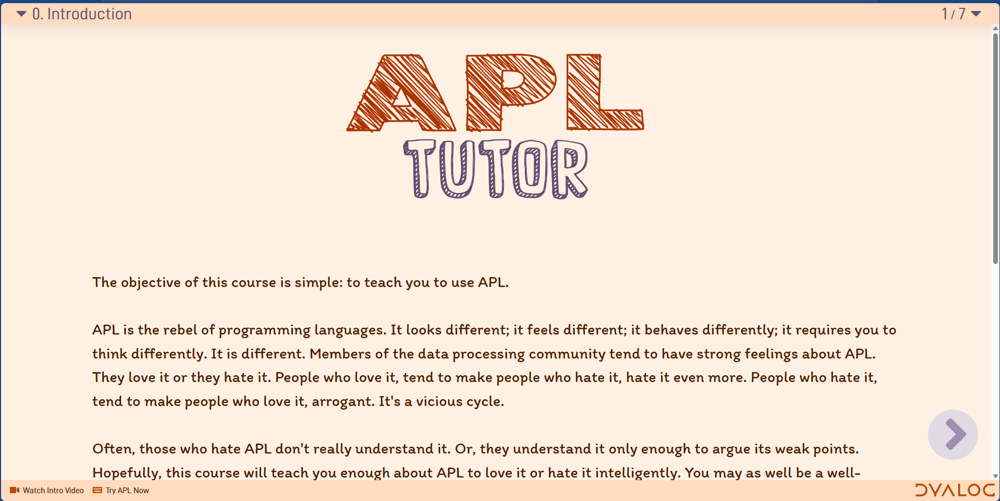 0. Introduction
1 / 7
APL
TUTOR
The objective of this course is simple: to teach you to use APL.
APL is the rebel of programming languages. It looks different; it feels different; it behaves differently; it requires you to
think differently. It is different. Members of the data processing community tend to have strong feelings about APL.
They love it or they hate it. People who love it, tend to make people who hate it, hate it even more. People who hate it,
tend to make people who love it, arrogant. It's a vicious cycle.
Often, those who hate APL don't really understand it. Or, they understand it only enough to argue its weak points.
Hopefully, this course will teach you enough about APL to love it or hate it intelligently. You may as well be a well-
Watch Intro Video
Try APL Now
DYALOG